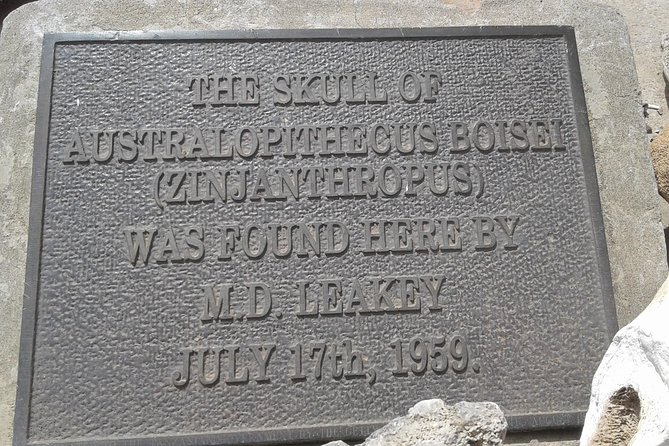 THE SKULL OF
AUSTRALOPITHECUS BOISEI
(ZINJANTHROPUS)
WAS FOUND HERE BY
M.D. LEAKEY
JULY 17th, 1959.